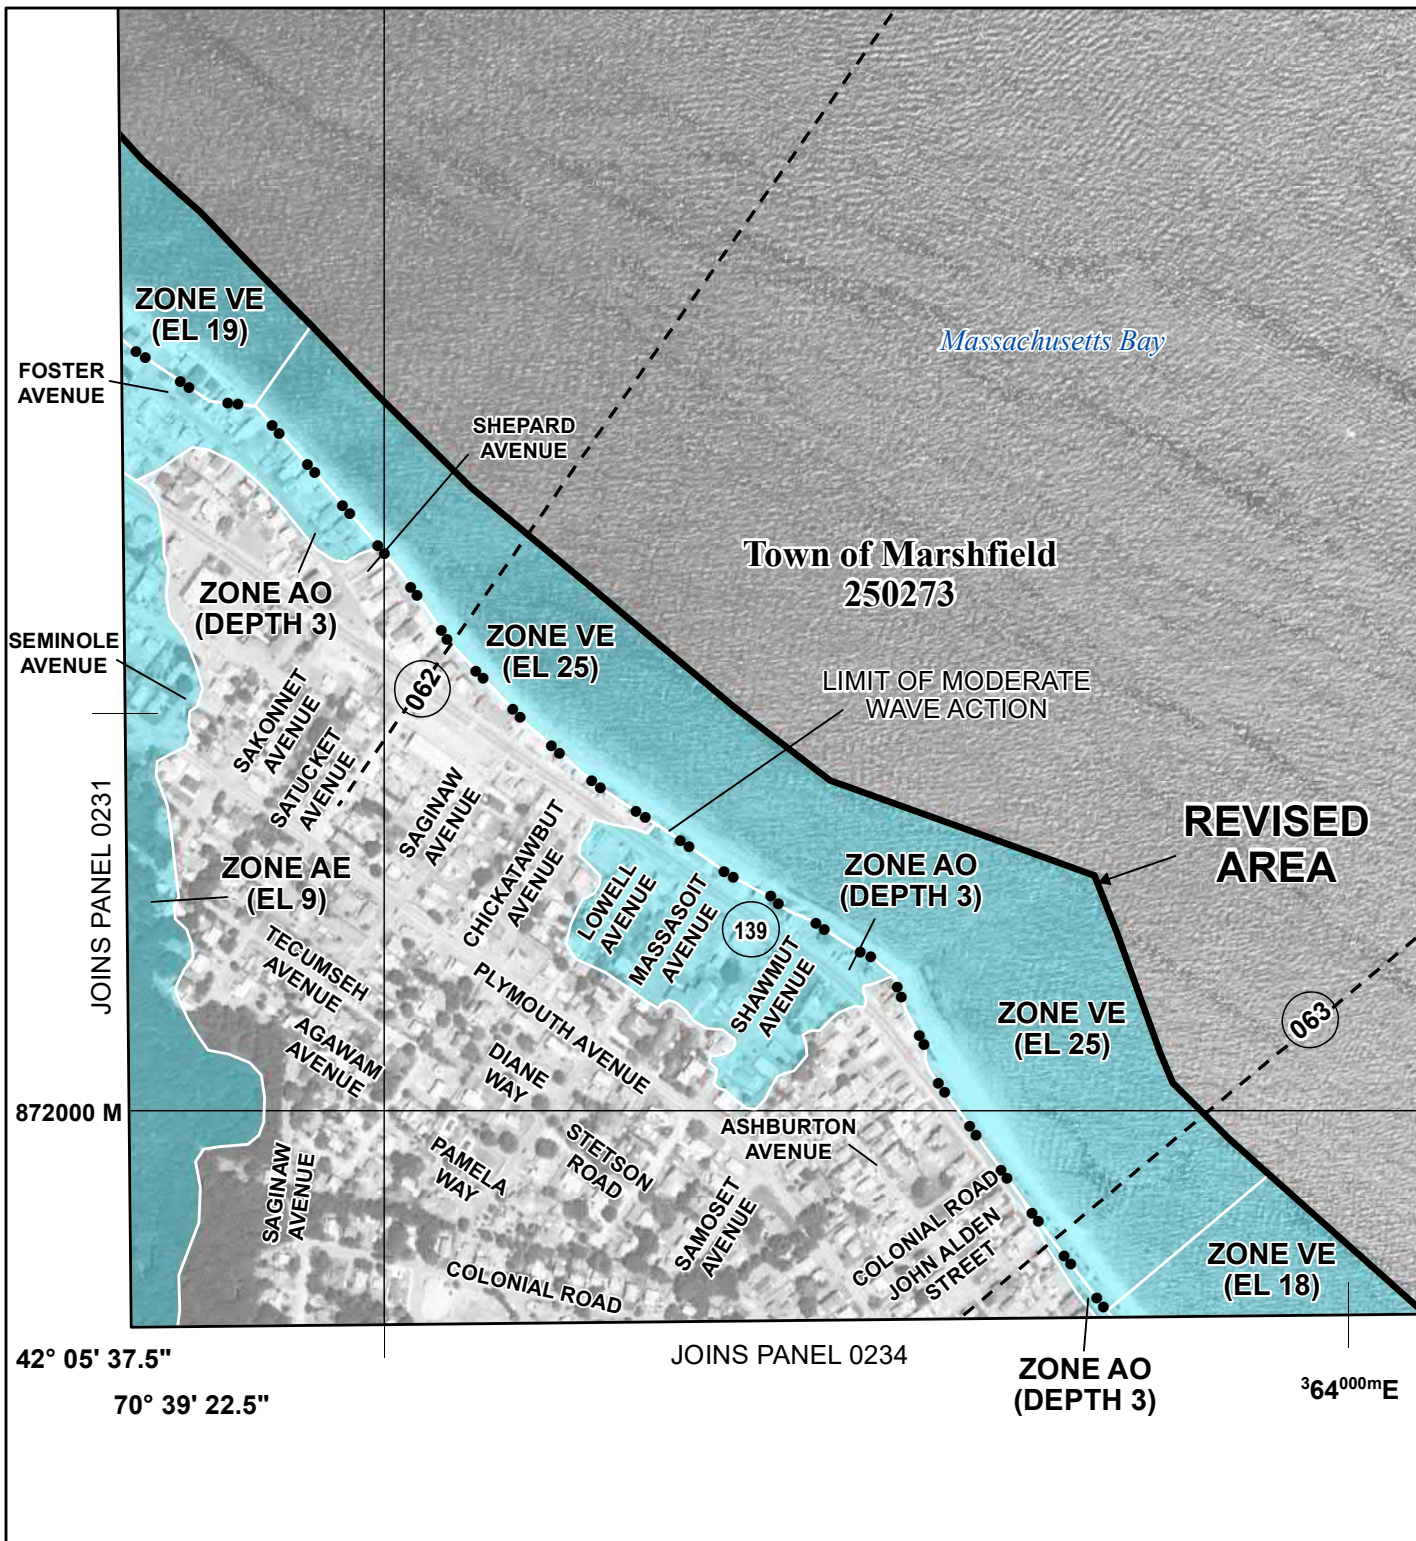 ZONE VE
(EL 19)
Massachusetts Bay
FOSTER
AVENUE
SHEPARD
AVENUE
Town of Marshfield
250273
ZONE AO
(DEPTH 3)
ZONE VE
(EL 25)
SEMINOLE
AVENUE
062
LIMIT OF MODERATE
WAVE ACTION
SAKONNET
AVENUE
SATUCKET
AVENUE
SAGINAW
AVENUE
CHICKATAWBUT
AVENUE
JOINS PANEL 0231
REVISED
AREA
ZONE AE
(EL 9)
LOWELL
AVENUE
MASSASOIT
AVENUE
139
SHAWMUT
AVENUE
ZONE AO
(DEPTH 3)
TECUMSEH
AVENUE
PLYMOUTH AVENUE
ZONE VE
(EL 25)
063
AGAWAM
AVENUE
DIANE
WAY
872000 M
ASHBURTON
AVENUE
SAGINAW
AVENUE
PAMELA
WAY
STETSON
ROAD
SAMOSET
AVENUE
COLONIAL ROAD
JOHN ALDEN
STREET
COLONIAL ROAD
ZONE VE
(EL 18)
42° 05' 37.5"
70° 39' 22.5"
JOINS PANEL 0234
ZONE AO
(DEPTH 3)
364000mE